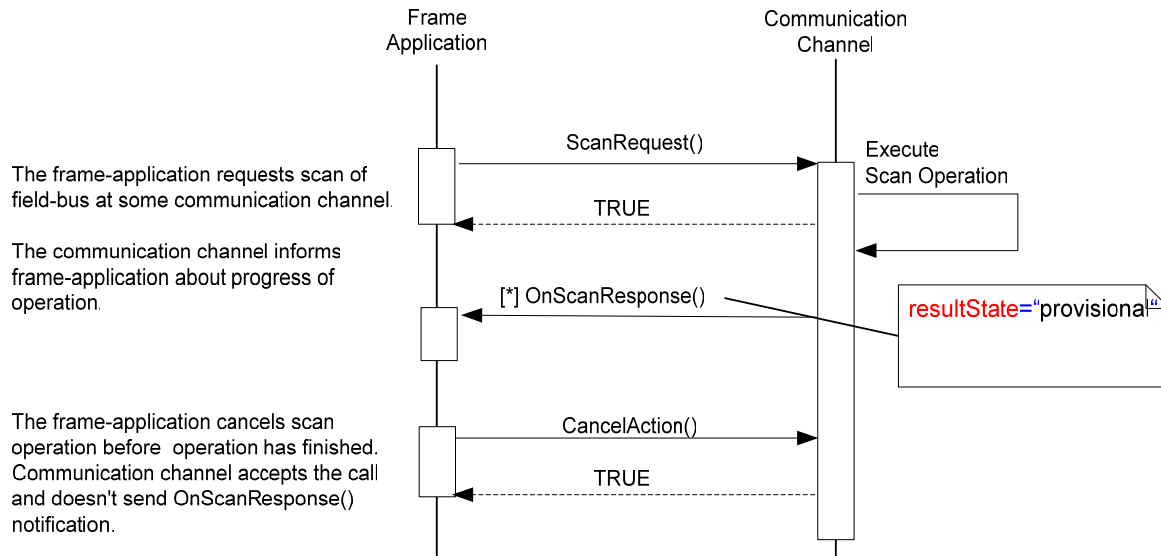 Frame
Application
Communication
Channel
ScanRequest()
Execute
Scan Operation
The frame-application requests scan of
field-bus at some communication channel.
TRUE
The communication channel informs
frame-application about progress of
operation.
[*] OnScanResponse()
resultState=“provisional“
The frame-application cancels scan
operation before operation has finished.
Communication channel accepts the call
and doesn't send OnScanResponse()
notification.
CancelAction()
TRUE